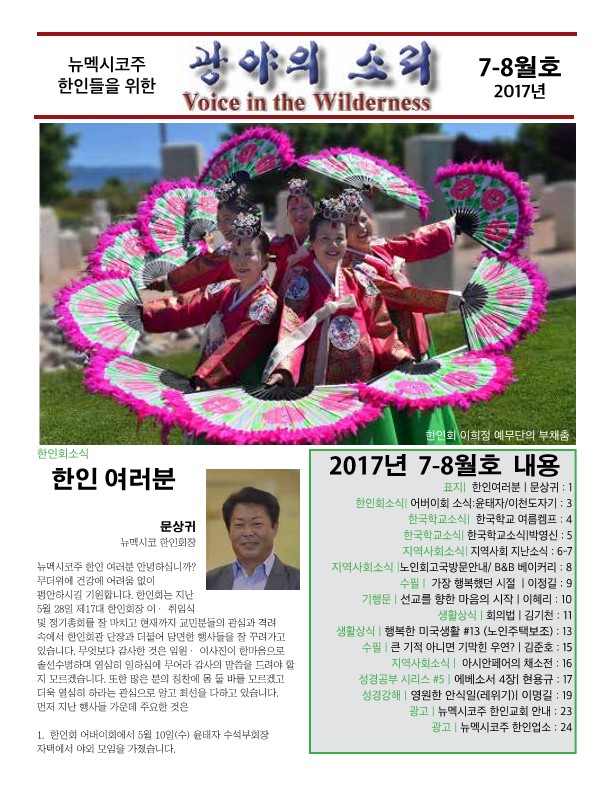 뉴멕시코주
한인들을 위한
광야의 소리
Voice in the Wilderness
7-8월호
2017년
한인회 이희정 예무단의 부채춤
한인회소식
한인 여러분
문상귀
뉴멕시코 한인회장
뉴멕시코주 한인 여러분 안녕하십니까?
무더위에 건강에 어려움 없이
평안하시길 기원합니다. 한인회는 지난
5월 28일 제17대 한인회장 이· 취임식
및 정기총회를 잘 마치고 현재까지 교민분들의 관심과 격려
속에서 한인회관 단장과 더불어 당면한 행사들을 잘 꾸려가고
있습니다. 무엇보다 감사한 것은 임원· 이사진이 한마음으로
솔선수범하며 열심히 일하심에 무어라 감사의 말씀을 드려야 할
지 모르겠습니다. 또한 많은 분의 칭찬에 몸 둘 바를 모르겠고
더욱 열심히 하라는 관심으로 알고 최선을 다하고 있습니다.
먼저 지난 행사들 가운데 주요한 것은
1. 한인회 어버이회에서 5월 10일(수) 윤태자 수석부회장
자택에서 야외 모임을 가졌습니다.
2017년 7-8월호 내용
표지| 한인여러분 | 문상귀 : 1
한인회소식| 어버이회 소식:윤태자/이천도자기 : 3
한국학교소식| 한국학교 여름켐프 : 4
한국학교소식| 한국학교소식|박영신 : 5
지역사회소식| 지역사회 지난소식 : 6-7
지역사회소식 |노인회고국방문안내/ B&B 베이커리 : 8
수필 | 가장 행복했던 시절 | 이정길 : 9
기행문 | 선교를 향한 마음의 시작 | 이혜리 : 10
생활상식 | 회의법 | 김기천 : 11
생활상식 | 행복한 미국생활 #13 (노인주택보조) : 13
수필 | 큰 기적 아니면 기막힌 우연? | 김준호 : 15
지역사회소식 | 아시안페어의 채소전 : 16
성경공부 시리즈 #5 | 에베소서 4장| 현용규 : 17
성경강해 | 영원한 안식일(레위기)| 이명길 : 19
광고 | 뉴멕시코주 한인교회 안내 : 23
광고 | 뉴멕시코주 한인업소 : 24